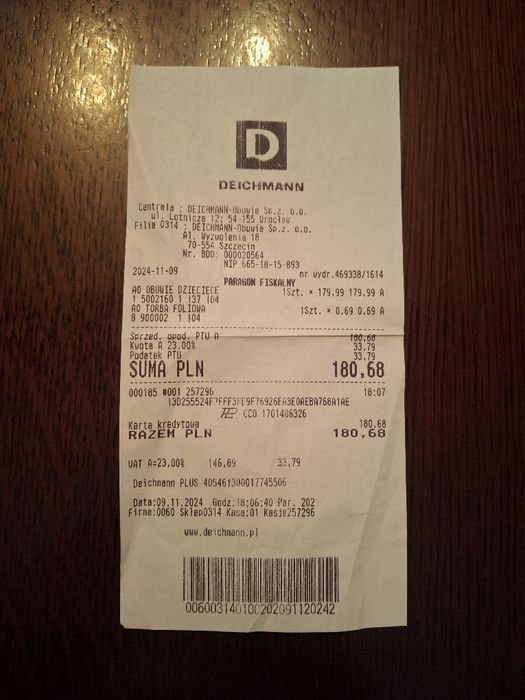 D
DEICHMANN
Centrala : DEICHMANN-Obuwie Sp.z. o.o.
ul. Lotnicza 12; 54-155 Wrocław
Filia 0314 : DEICHMANN-Obuwie Sp.z. o.o.
Al. Wyzwolenia 18
70-554 Szczecin
Nr. BDO: 000020564
NIP 665-18-15-893
2024-11-09 nr wydr.469338/1614
PARAGON FISKALNY
AO OBUWIE DZIECIECE 1Szt. × 179,99 179,99 A
1 5002160 1 137 104
AO TORBA FOLIOWA 1Szt. × 0,69 0,69 A
8 900002 1 104
Sprzed. opod. PTU A 180,68
Kwota A 23,00% 33,79
Podatek PTU 33,79
SUMA PLN 180,68
000185 #001 257296 18:07
CCO 1701486326
Karta kredytowa 180,68
RAZEM PLN 180,68
VAT A=23,00% 146,89 33,79
Deichmann PLUS 405461300017745506
Data:09.11.2024 Godz:18:06:40 Par. 202
Firma:0060 Sklep0314 Kasa:01 Kasje257296
www.deichmann.pl
0060031401002020911 20242